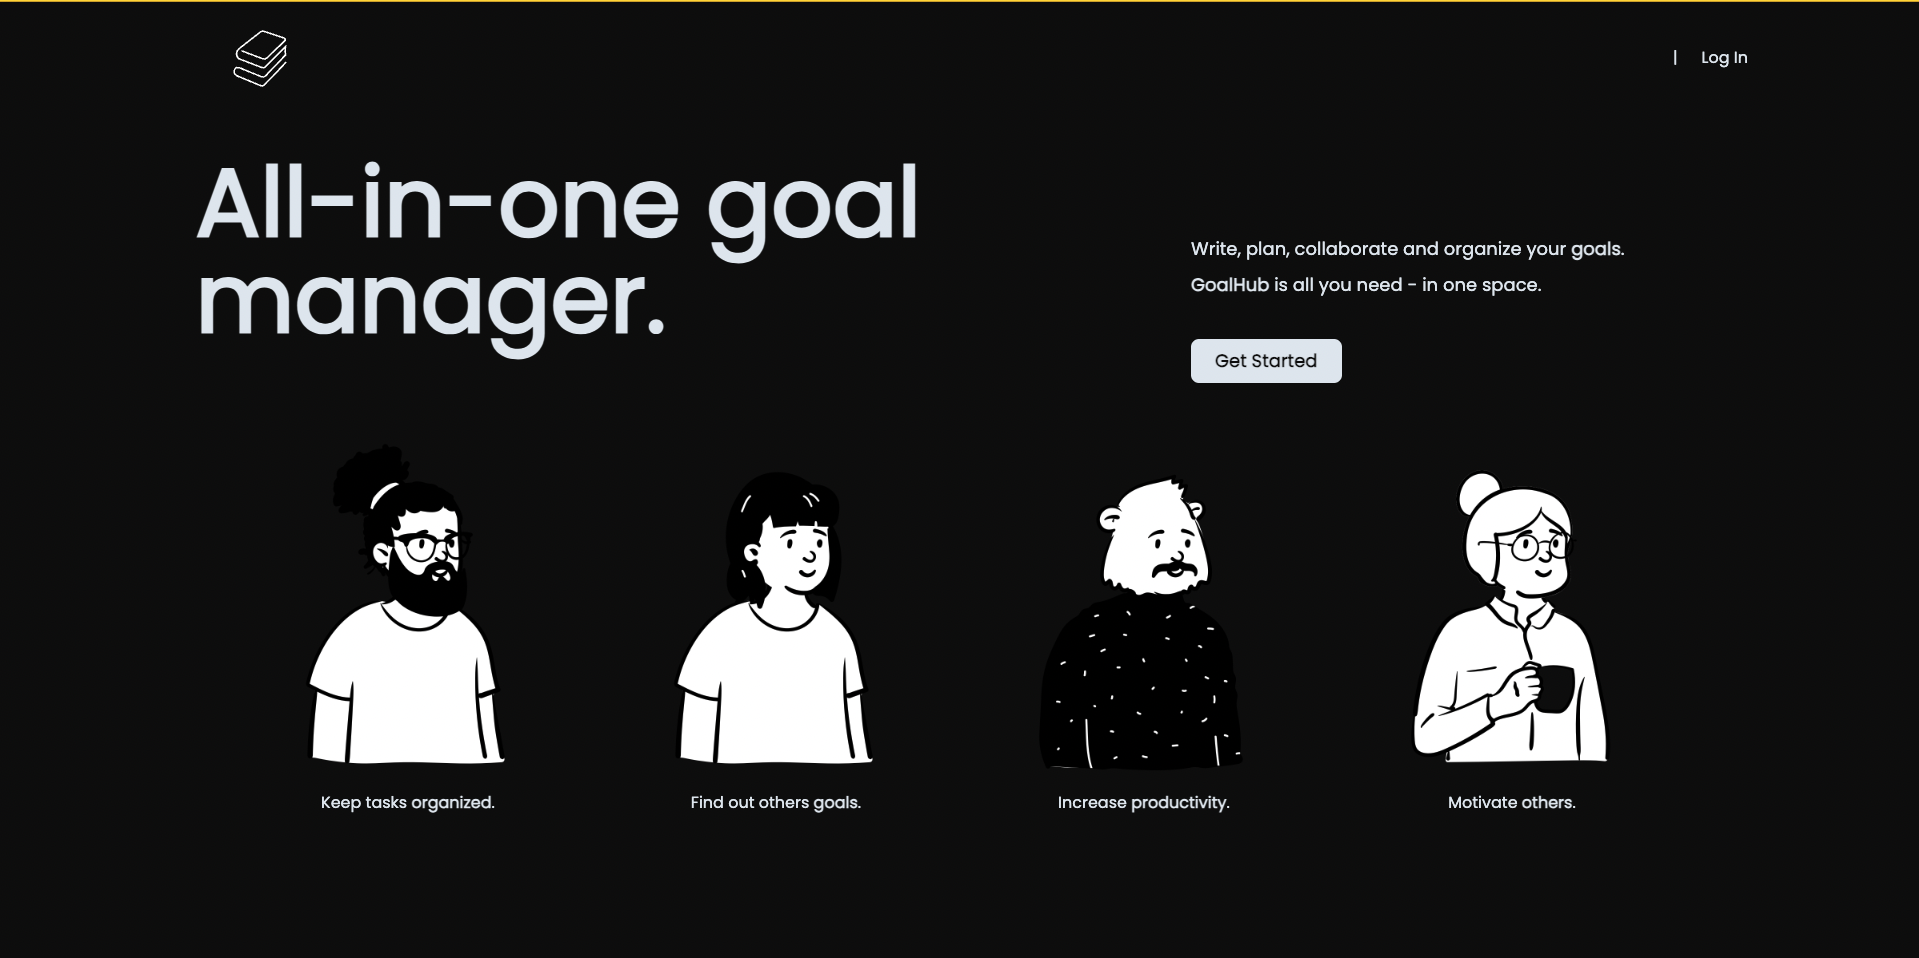 | Log In
All-in-one goal
manager.
Write, plan, collaborate and organize your goals.
GoalHub is all you need - in one space.
Get Started
Keep tasks organized.
Find out others goals.
Increase productivity.
Motivate others.